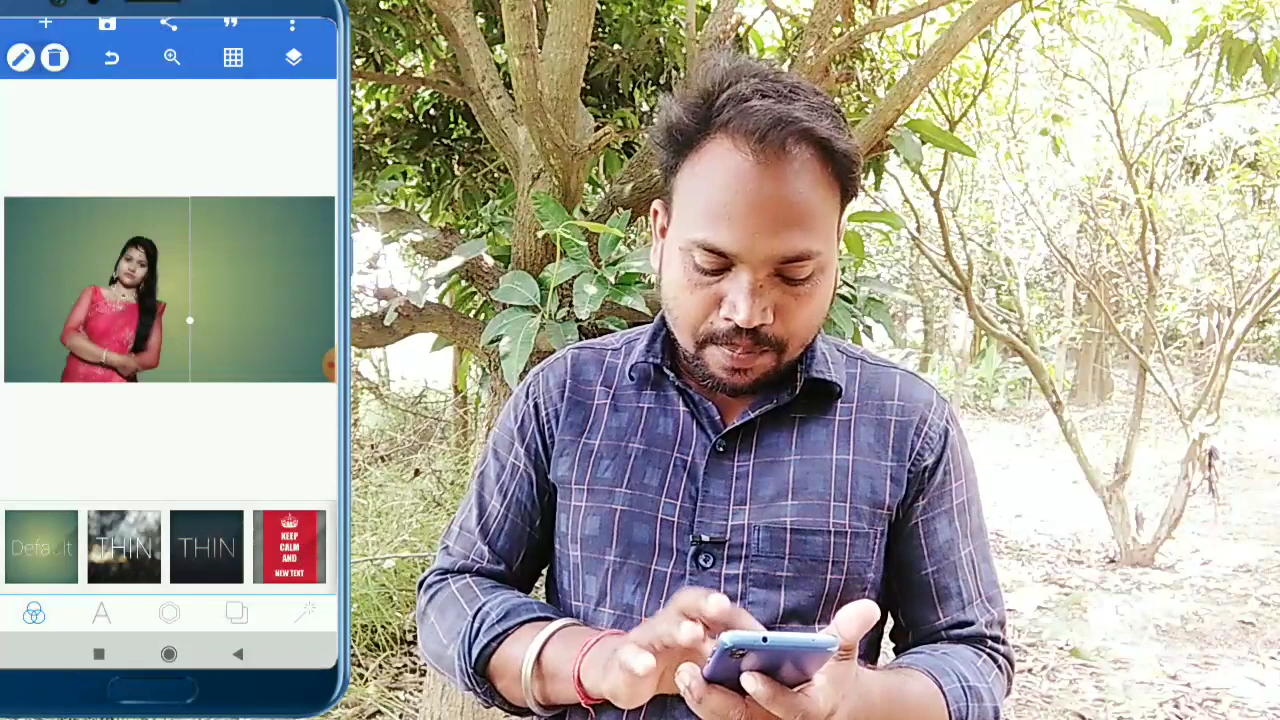 Default
THIN
THIN
KEEP
CALM
AND
NEW TEXT